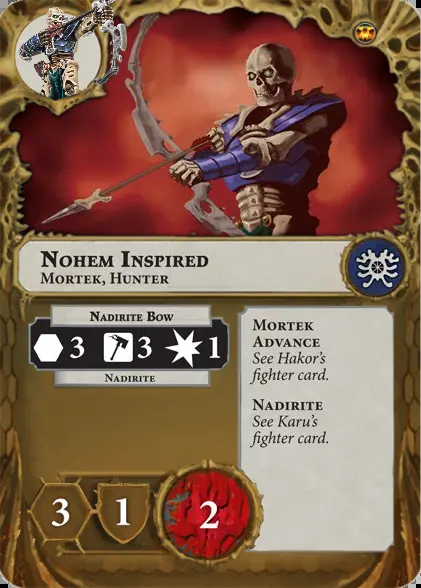 Nohem Inspired
Mortek, Hunter
Nadirite Bow
3 3 1
Nadirite
Mortek
Advance
See Hakor's
fighter card.
Nadirite
See Karu's
fighter card.
3 1 2